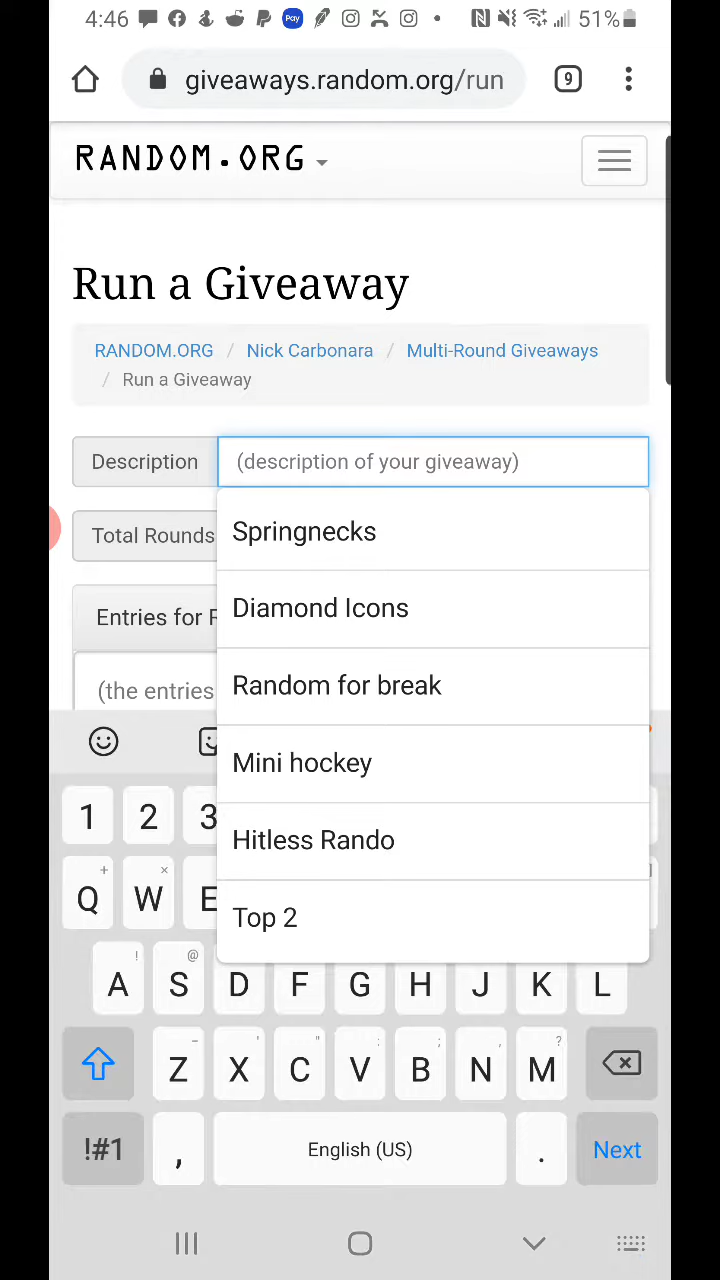 4:46
Pay
51%
giveaways.random.org/run
9
RANDOM.ORG
Run a Giveaway
RANDOM.ORG / Nick Carbonara / Multi-Round Giveaways
/ Run a Giveaway
Description (description of your giveaway)
Springnecks
Total Rounds
Diamond Icons
Entries for R
Random for break
(the entries
Mini hockey
1 2 3
Hitless Rando
Q W E
Top 2
A S D F G H J K L
Z X C V B N M
!#1 , English (US) . Next